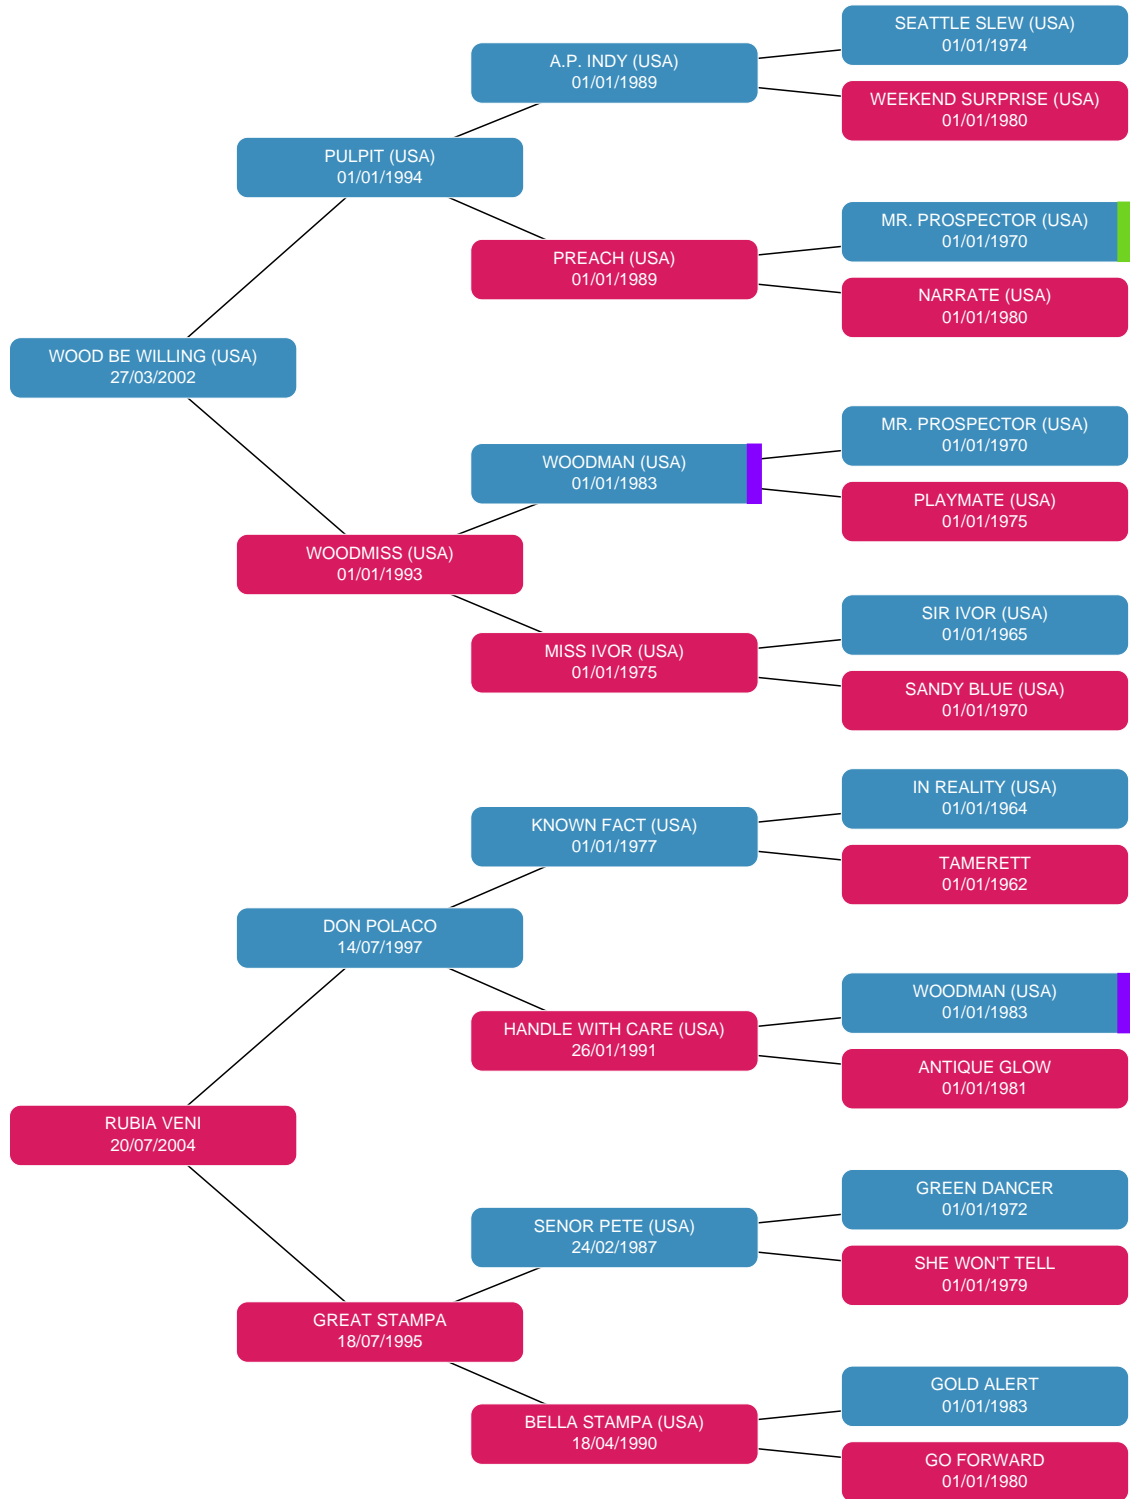 SEATTLE SLEW (USA)
01/01/1974
A.P. INDY (USA)
01/01/1989
WEEKEND SURPRISE (USA)
01/01/1980
PULPIT (USA)
01/01/1994
MR. PROSPECTOR (USA)
01/01/1970
PREACH (USA)
01/01/1989
NARRATE (USA)
01/01/1980
WOOD BE WILLING (USA)
27/03/2002
MR. PROSPECTOR (USA)
01/01/1970
WOODMAN (USA)
01/01/1983
PLAYMATE (USA)
01/01/1975
WOODMISS (USA)
01/01/1993
SIR IVOR (USA)
01/01/1965
MISS IVOR (USA)
01/01/1975
SANDY BLUE (USA)
01/01/1970
IN REALITY (USA)
01/01/1964
KNOWN FACT (USA)
01/01/1977
TAMERETT
01/01/1962
DON POLACO
14/07/1997
WOODMAN (USA)
01/01/1983
HANDLE WITH CARE (USA)
26/01/1991
ANTIQUE GLOW
01/01/1981
RUBIA VENI
20/07/2004
GREEN DANCER
01/01/1972
SENOR PETE (USA)
24/02/1987
SHE WON'T TELL
01/01/1979
GREAT STAMPA
18/07/1995
GOLD ALERT
01/01/1983
BELLA STAMPA (USA)
18/04/1990
GO FORWARD
01/01/1980